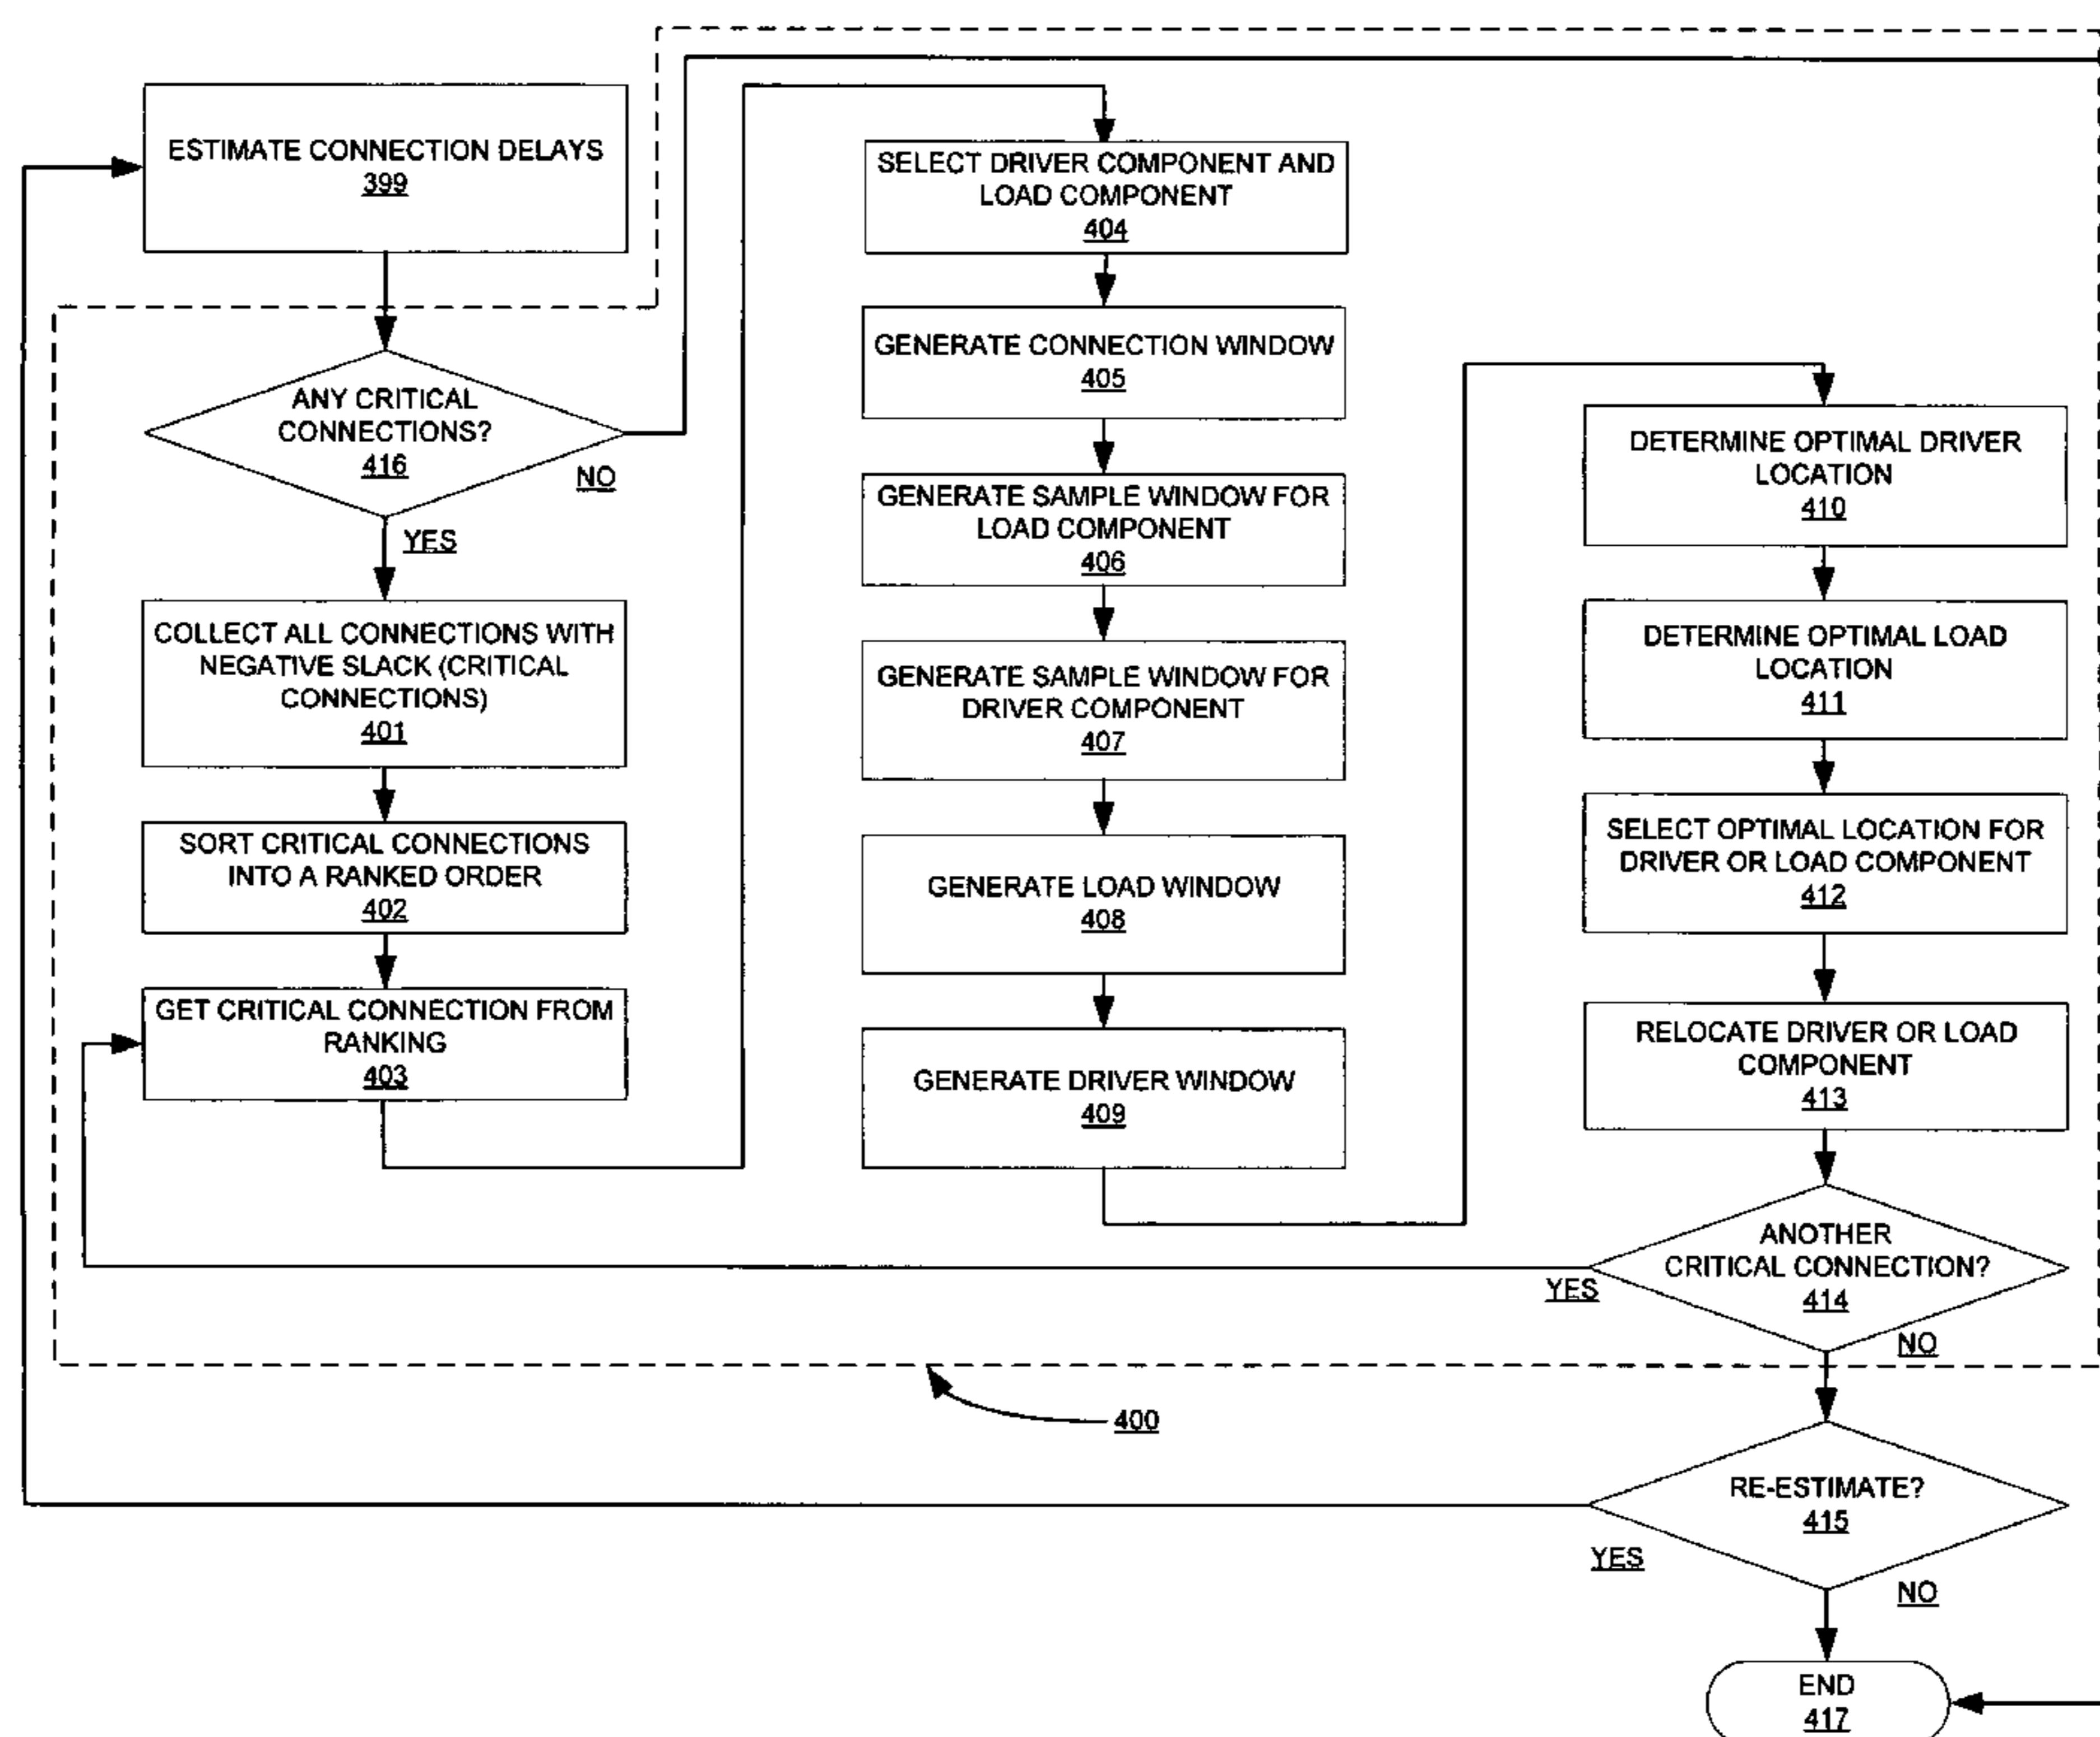 ESTIMATE CONNECTION DELAYS
399
ANY CRITICAL
CONNECTIONS?
416
NO
YES
COLLECT ALL CONNECTIONS WITH
NEGATIVE SLACK (CRITICAL
CONNECTIONS)
401
SORT CRITICAL CONNECTIONS
INTO A RANKED ORDER
402
GET CRITICAL CONNECTION FROM
RANKING
403
SELECT DRIVER COMPONENT AND
LOAD COMPONENT
404
GENERATE CONNECTION WINDOW
405
GENERATE SAMPLE WINDOW FOR
LOAD COMPONENT
406
GENERATE SAMPLE WINDOW FOR
DRIVER COMPONENT
407
GENERATE LOAD WINDOW
408
GENERATE DRIVER WINDOW
409
DETERMINE OPTIMAL DRIVER
LOCATION
410
DETERMINE OPTIMAL LOAD
LOCATION
411
SELECT OPTIMAL LOCATION FOR
DRIVER OR LOAD COMPONENT
412
RELOCATE DRIVER OR LOAD
COMPONENT
413
ANOTHER
CRITICAL CONNECTION?
414
YES
NO
400
RE-ESTIMATE?
415
YES
NO
END
417